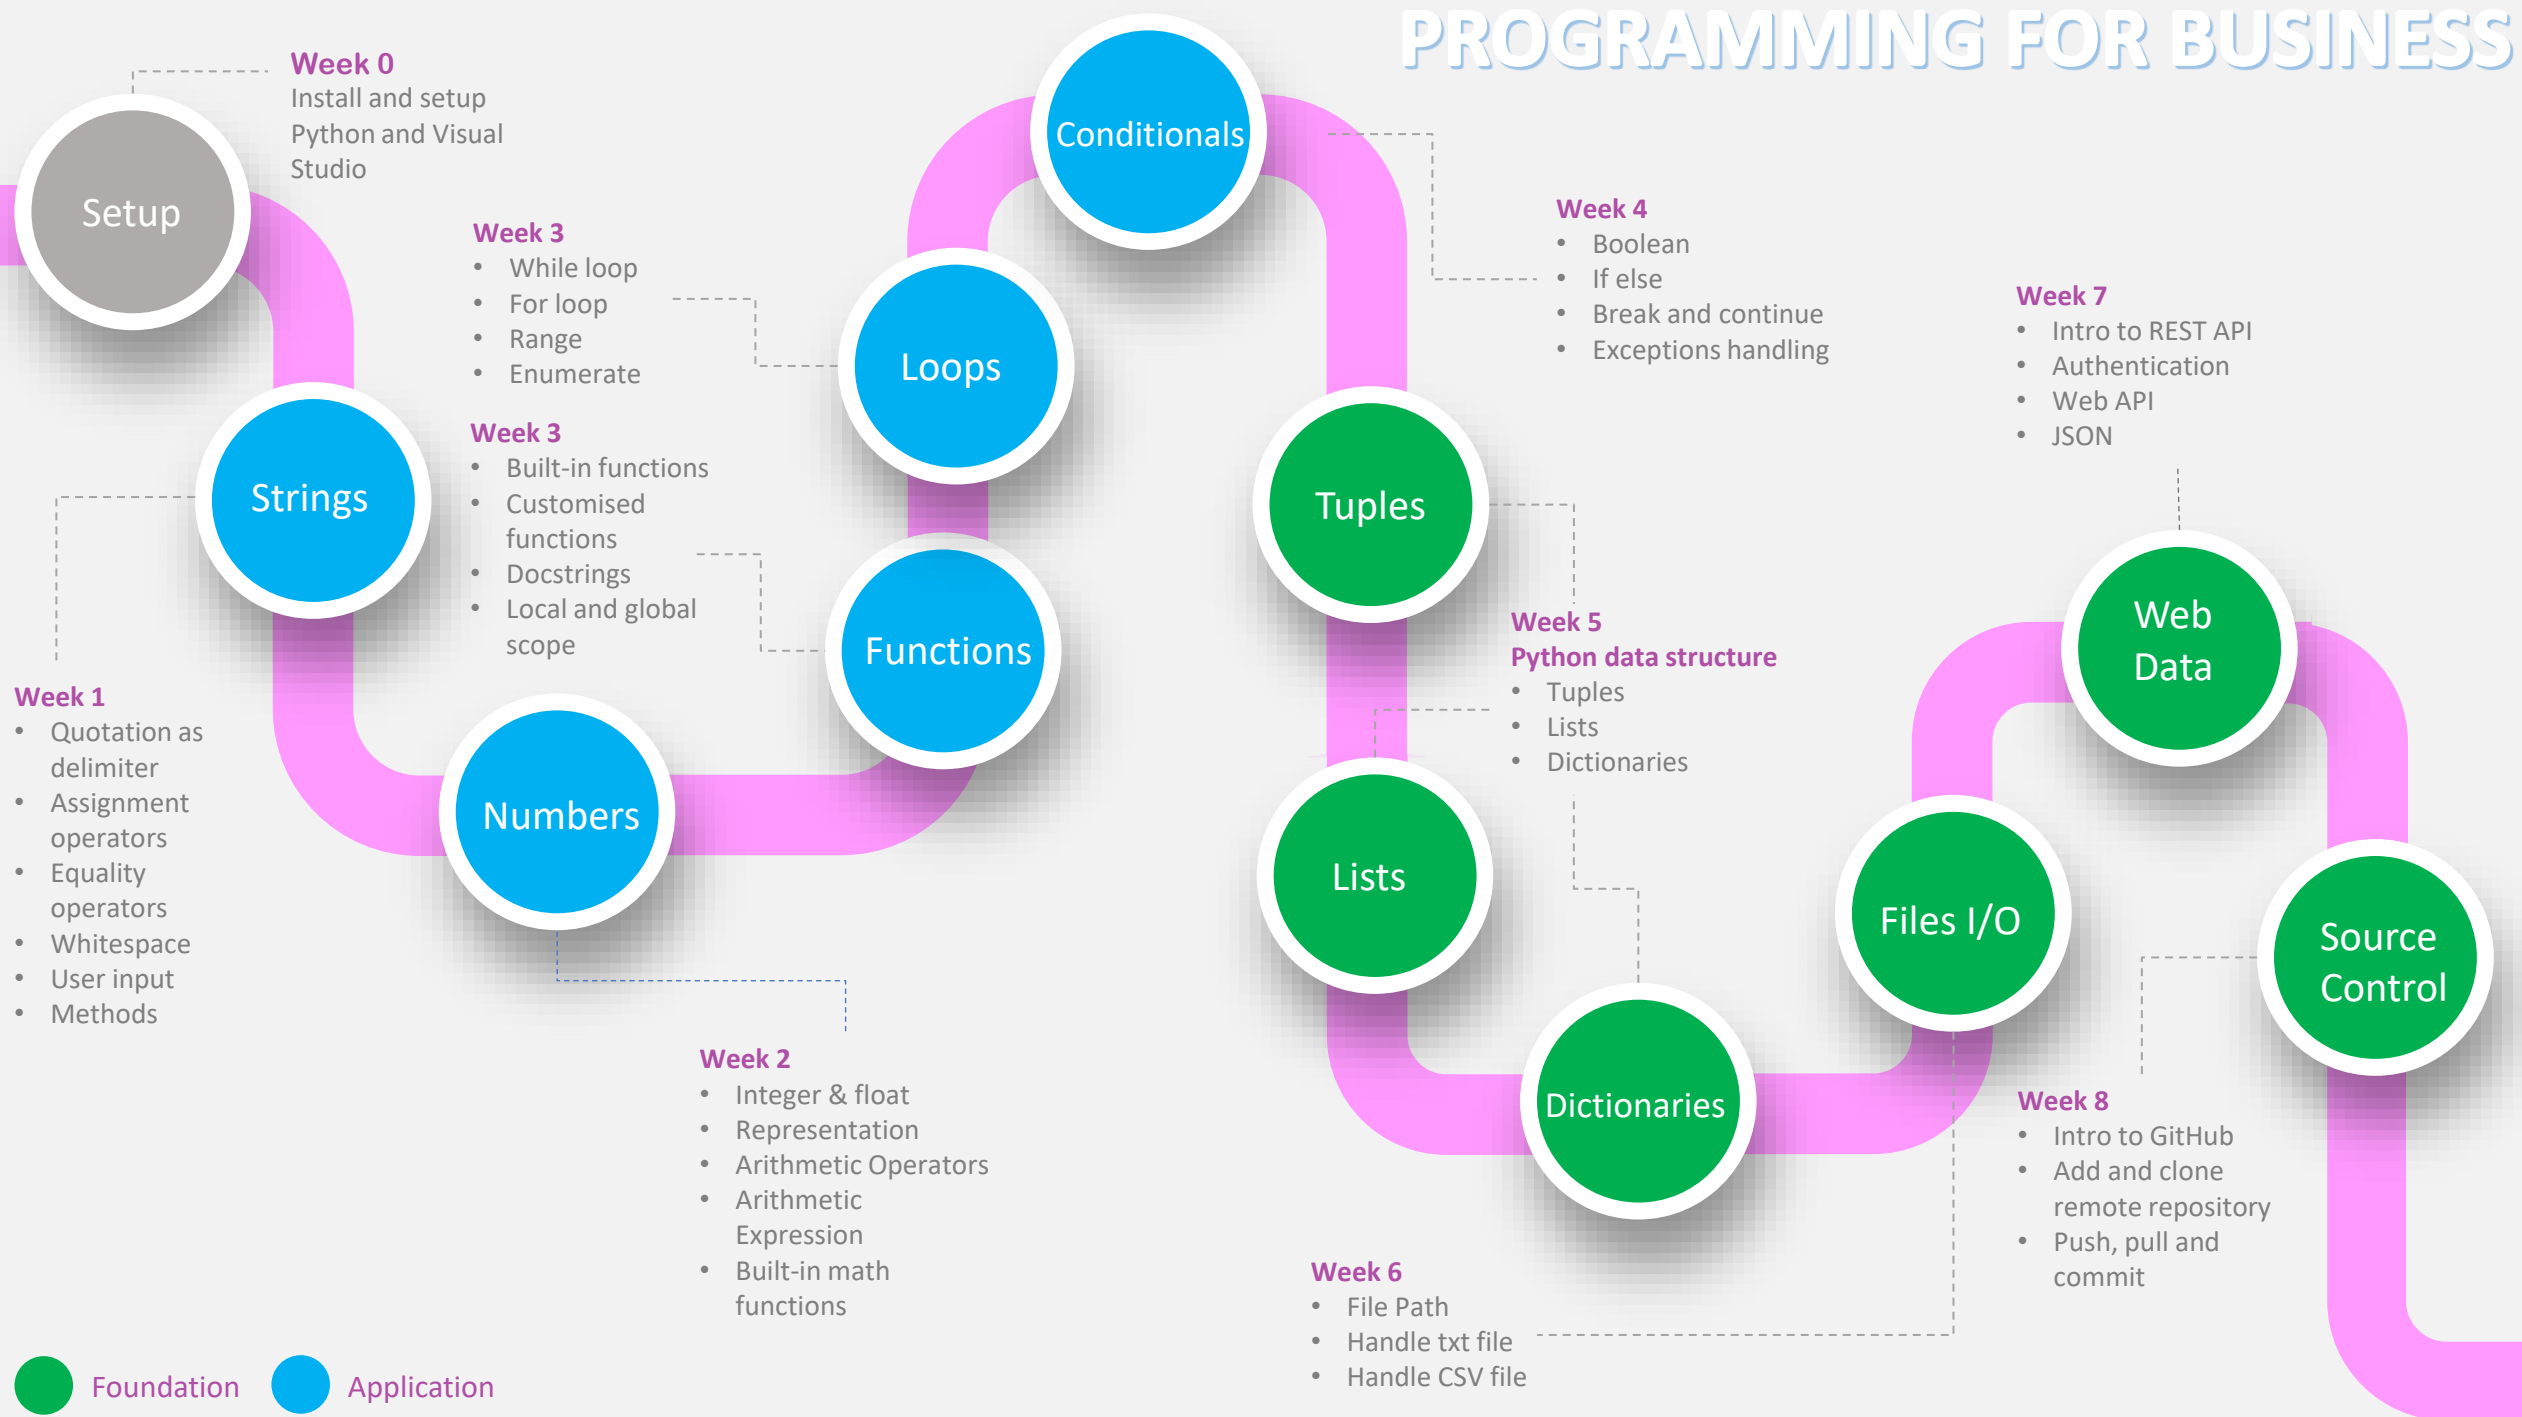 PROGRAMMING FOR BUSINESS
Week 0
Install and setup
Python and Visual
Studio
Setup
Strings
Week 1
• Quotation as
delimiter
• Assignment
operators
• Equality
operators
• Whitespace
• User input
• Methods
Numbers
Week 2
• Integer & float
• Representation
• Arithmetic Operators
• Arithmetic
Expression
• Built-in math
functions
Week 3
• Built-in functions
• Customised
functions
• Docstrings
• Local and global
scope
Functions
Week 3
• While loop
• For loop
• Range
• Enumerate
Loops
Conditionals
Week 4
• Boolean
• If else
• Break and continue
• Exceptions handling
Tuples
Week 5
Python data structure
• Tuples
• Lists
• Dictionaries
Lists
Dictionaries
Files I/O
Week 6
• File Path
• Handle txt file
• Handle CSV file
Week 7
• Intro to REST API
• Authentication
• Web API
• JSON
Web
Data
Source
Control
Week 8
• Intro to GitHub
• Add and clone
remote repository
• Push, pull and
commit
Foundation
Application